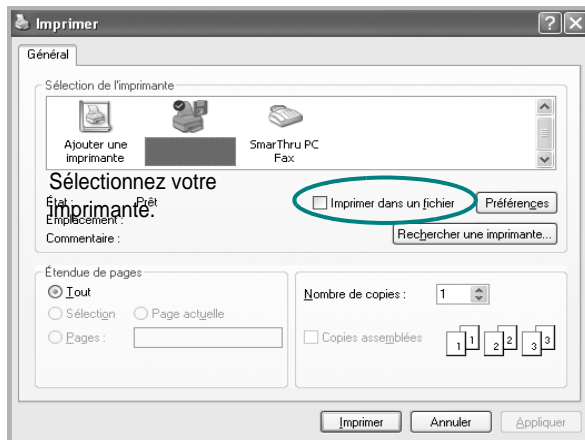 Imprimer
Général
Sélection de l'imprimante
Ajouter une
imprimante
SmarThru PC
Fax
Sélectionnez votre
imprimante.
État : Prêt
Emplacement :
Commentaire :
Imprimer dans un fichier
Préférences
Rechercher une imprimante...
Étendue de pages
Tout
Sélection
Page actuelle
Pages :
Nombre de copies :
1
Copies assemblées
1 1 2 2 3 3
Imprimer
Annuler
Appliquer